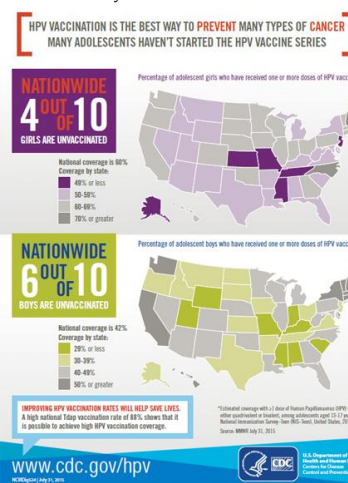 HPV VACCINATION IS THE BEST WAY TO PREVENT MANY TYPES OF CANCER
MANY ADOLESCENTS HAVEN'T STARTED THE HPV VACCINE SERIES
NATIONWIDE
4 OUT OF 10
GIRLS ARE UNVACCINATED
Percentage of adolescent girls who have received one or more doses of HPV
National coverage is 60%
Coverage by state:
49% or less
50-59%
60-69%
70% or greater
NATIONWIDE
6 OUT OF 10
BOYS ARE UNVACCINATED
Percentage of adolescent boys who have received one or more doses of HPV
National coverage is 42%
Coverage by state:
29% or less
30-39%
40-49%
50% or greater
IMPROVING HPV VACCINATION RATES WILL HELP SAVE LIVES.
A high national Tdap vaccination rate of 88% shows that it
is possible to achieve high HPV vaccination coverage.
*Estimated coverage with ≥1 dose of Human Papillomavirus (HPV)
either quadrivalent or bivalent, among adolescents aged 13-17
National Immunization Survey-Teen (NIS-Teen), United States,
Source: MMWR July 31, 2015
www.cdc.gov/hpv
CDC
U.S. Department of
Health and Human
Centers for Disease
Control and Prevention
July 31, 2015